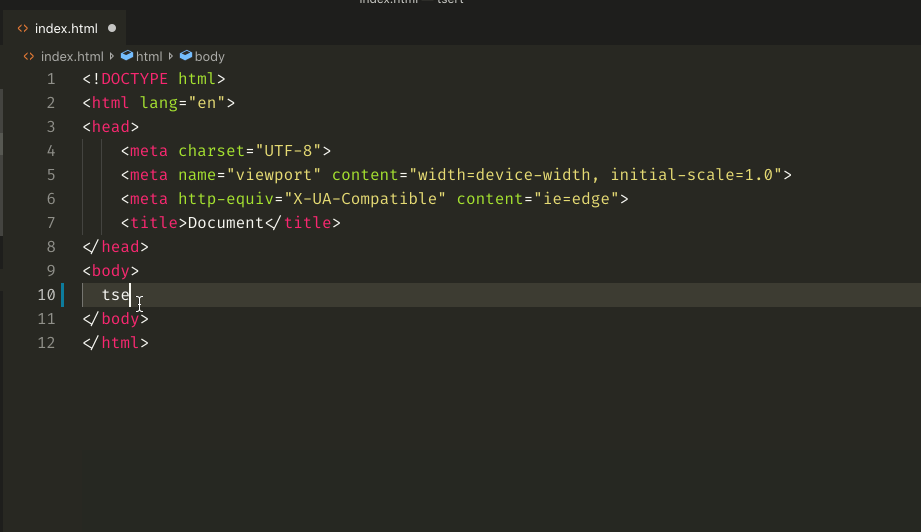 index.html — tsert
index.html
index.html html body
1 <!DOCTYPE html>
2 <html lang="en">
3 <head>
4 <meta charset="UTF-8">
5 <meta name="viewport" content="width=device-width, initial-scale=1.0">
6 <meta http-equiv="X-UA-Compatible" content="ie=edge">
7 <title>Document</title>
8 </head>
9 <body>
10 tse
11 </body>
12 </html>